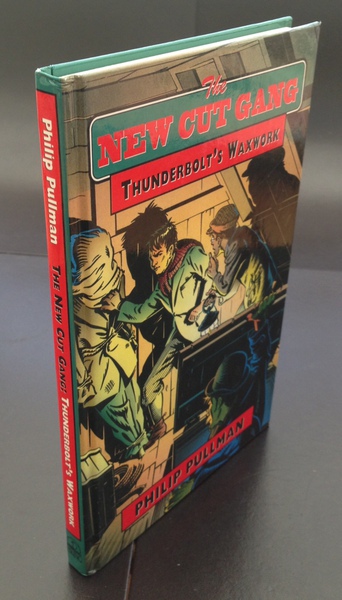 The
NEW CUT GANG
THUNDERBOLT'S WAXWORK
PHILIP PULLMAN
Philip Pullman THE NEW CUT GANG: THUNDERBOLT'S WAXWORK